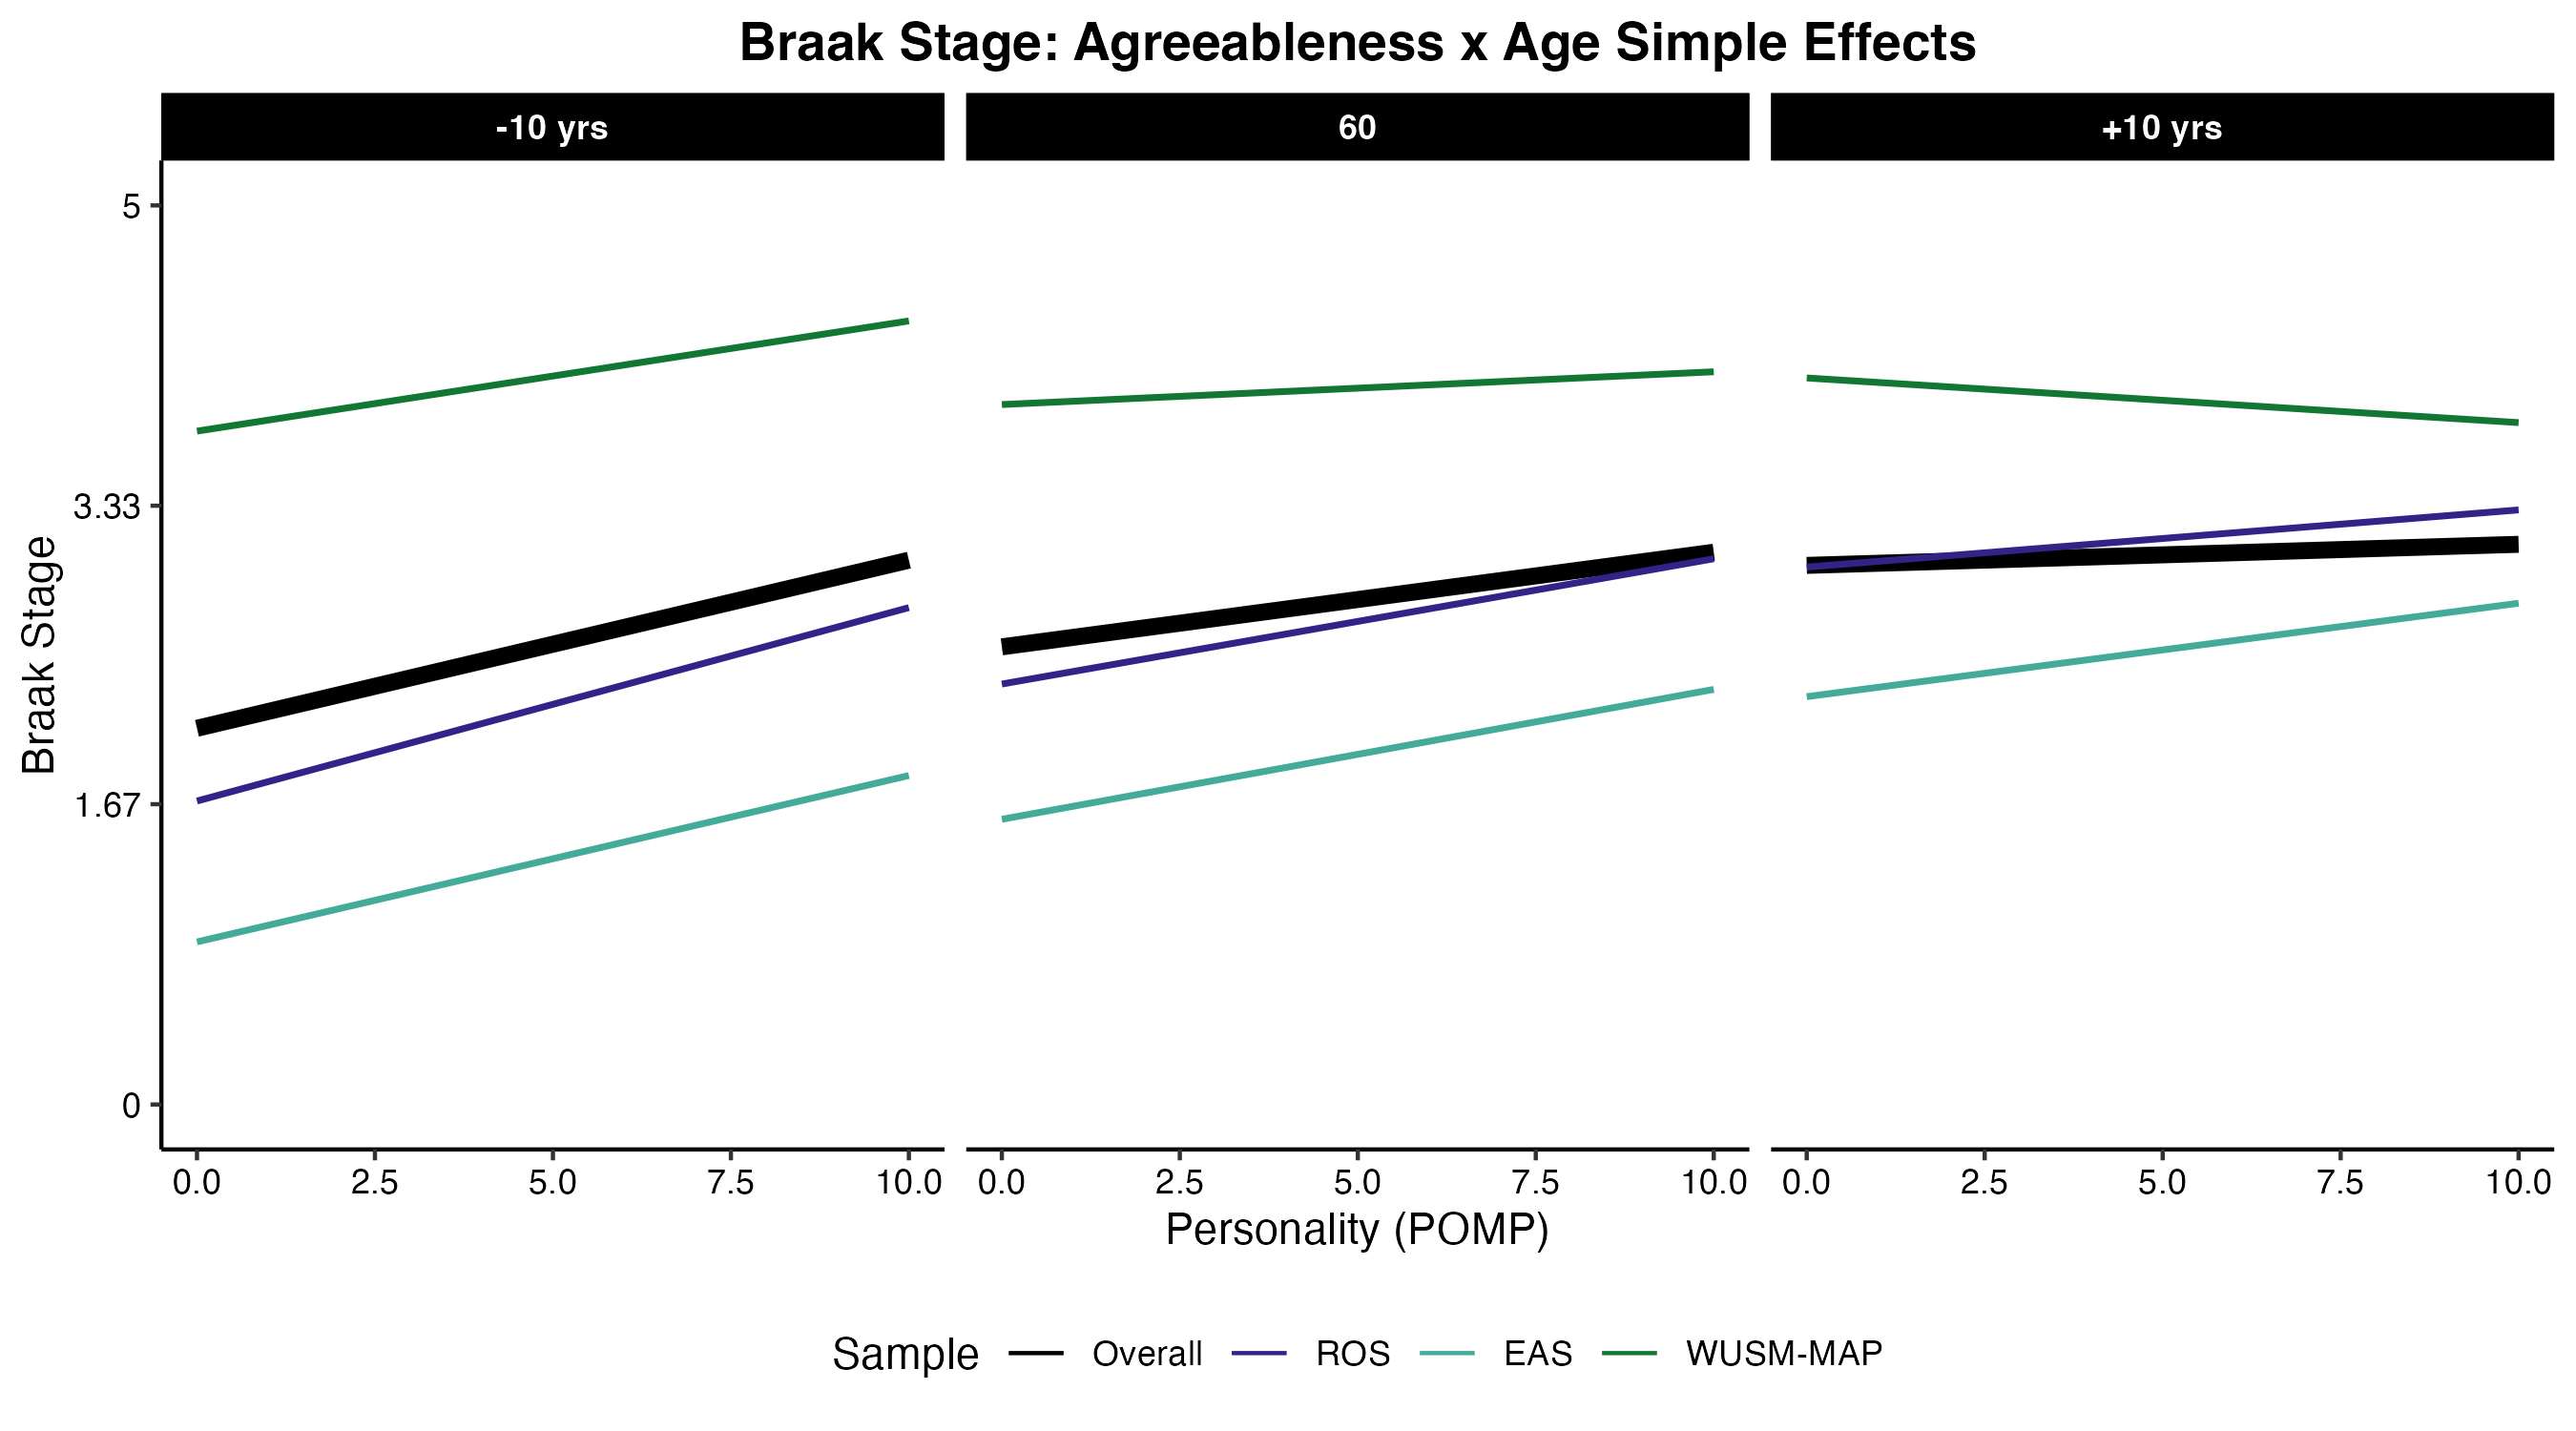 Braak Stage: Agreeableness x Age Simple Effects
-10 yrs
60
+10 yrs
5
3.33
1.67
0
Braak Stage
0.0 2.5 5.0 7.5 10.0
0.0 2.5 5.0 7.5 10.0
0.0 2.5 5.0 7.5 10.0
Personality (POMP)
Sample Overall ROS EAS WUSM-MAP